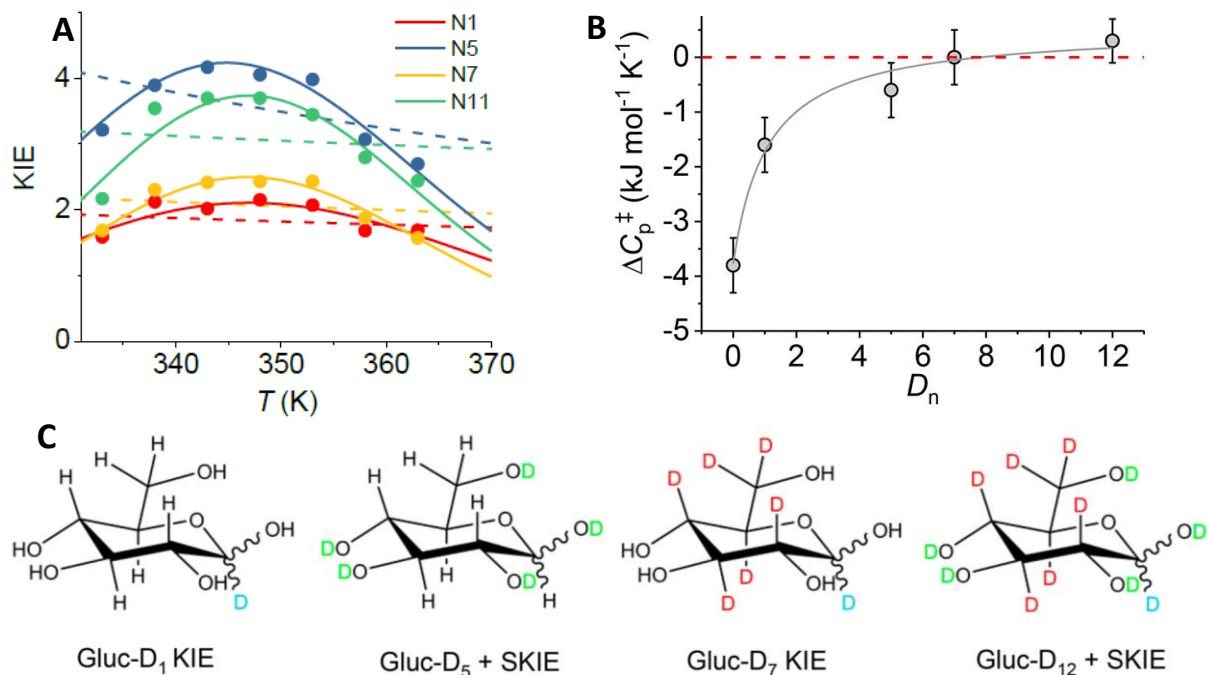 A
N1
N5
N7
N11
KIE
4
2
0
340 350 360 370
T (K)
B
ΔCp‡ (kJ mol⁻¹ K⁻¹)
0
-1
-2
-3
-4
-5
0 2 4 6 8 10 12
Dn
C
H H
H OH
H O OH
HO
HO H OH
H D
Gluc-D₁ KIE
H H
H OD
H O OD
DO
DO H OD
H H
Gluc-D₅ + SKIE
D D
D OH
D O OH
HO
HO D OH
D D
Gluc-D₇ KIE
D D
D OD
D O OD
DO
DO D OD
D D
Gluc-D₁₂ + SKIE